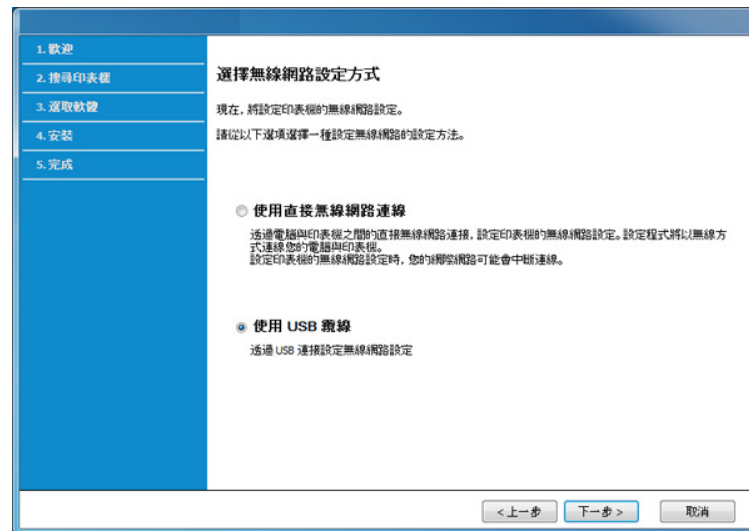 1. 歡迎
2. 搜尋印表機
3. 選取軟體
4. 安裝
5. 完成
選擇無線網路設定方式
現在，將設定印表機的無線網路設定。
請從以下選項選擇一種設定無線網路的設定方法。
使用直接無線網路連線
透過電腦與印表機之間的直接無線網路連接，設定印表機的無線網路設定。設定程式將以無線方
式連線您的電腦與印表機。
設定印表機的無線網路設定時，您的網際網路可能會中斷連線。
使用 USB 纜線
透過 USB 連接設定無線網路設定
<上一步
下一步 >
取消